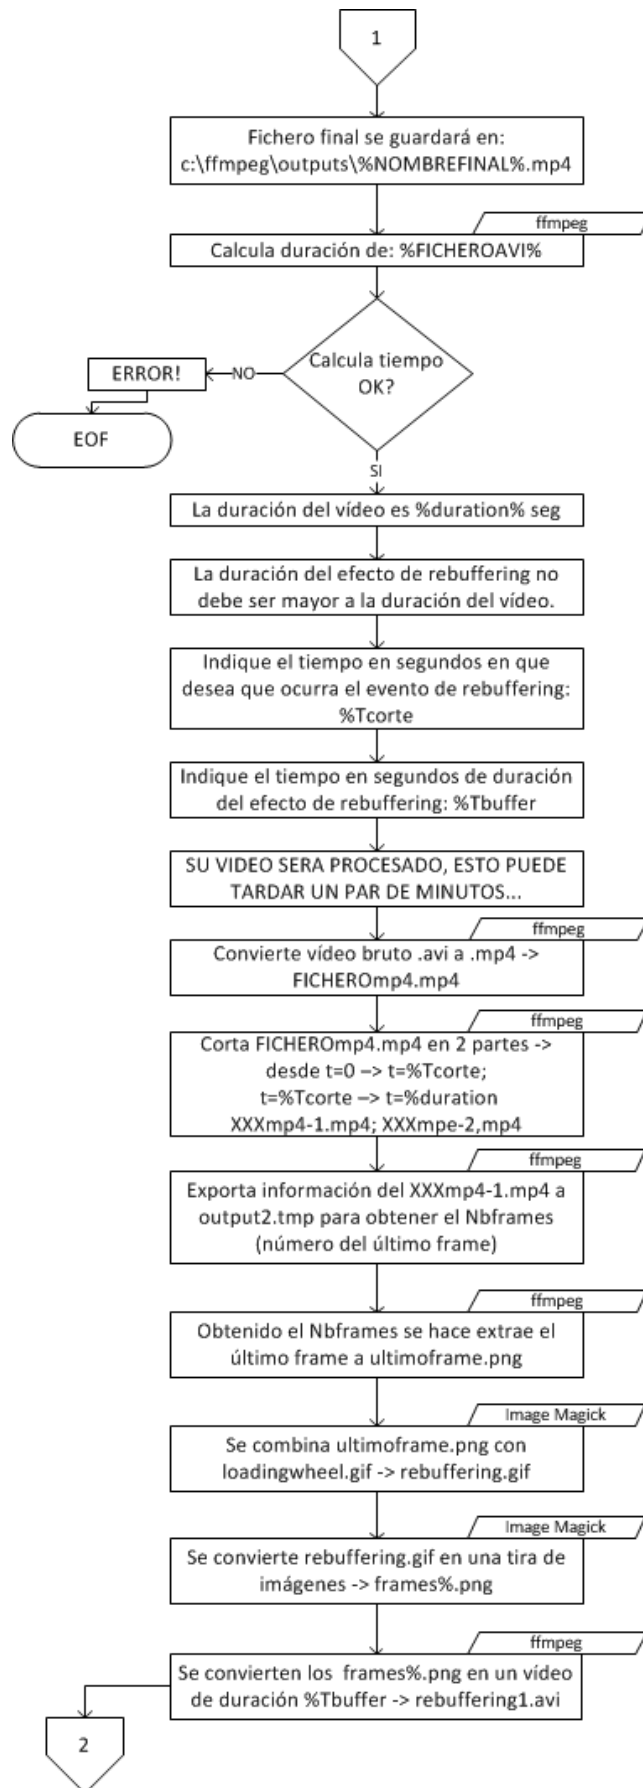 1
Fichero final se guardará en:
c:\ffmpeg\outputs\%NOMBREFINAL%.mp4
ffmpeg
Calcula duración de: %FICHEROAVI%
Calcula tiempo
OK?
NO
ERROR!
EOF
SI
La duración del vídeo es %duration% seg
La duración del efecto de rebuffering no
debe ser mayor a la duración del vídeo.
Indique el tiempo en segundos en que
desea que ocurra el evento de rebuffering:
%Tcorte
Indique el tiempo en segundos de duración
del efecto de rebuffering: %Tbuffer
SU VIDEO SERA PROCESADO, ESTO PUEDE
TARDAR UN PAR DE MINUTOS...
ffmpeg
Convierte vídeo bruto .avi a .mp4 ->
FICHEROmp4.mp4
ffmpeg
Corta FICHEROmp4.mp4 en 2 partes ->
desde t=0 –> t=%Tcorte;
t=%Tcorte –> t=%duration
XXXmp4-1.mp4; XXXmpe-2,mp4
ffmpeg
Exporta información del XXXmp4-1.mp4 a
output2.tmp para obtener el Nbframes
(número del último frame)
ffmpeg
Obtenido el Nbframes se hace extrae el
último frame a ultimoframe.png
Image Magick
Se combina ultimoframe.png con
loadingwheel.gif -> rebuffering.gif
Image Magick
Se convierte rebuffering.gif en una tira de
imágenes -> frames%.png
ffmpeg
Se convierten los frames%.png en un vídeo
de duración %Tbuffer -> rebuffering1.avi
2